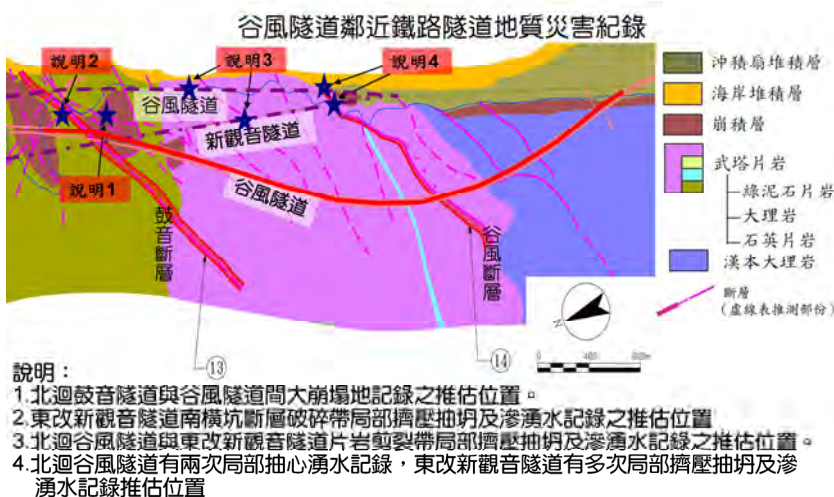 谷風隧道鄰近鐵路隧道地質災害紀錄
說明2
說明3
說明4
谷風隧道
新觀音隧道
說明1
谷風隧道
鼓音斷層
谷風斷層
⑬
⑭
沖積扇堆積層
海岸堆積層
崩積層
武塔片岩
綠泥石片岩
大理岩
石英片岩
漢本大理岩
斷層
(虛線表推測部份)
N
0 400 800m
說明：
1.北迴鼓音隧道與谷風隧道間大崩塌地記錄之推估位置。
2.東改新觀音隧道南橫坑斷層破碎帶局部擠壓抽坍及滲湧水記錄之推估位置
3.北迴谷風隧道與東改新觀音隧道片岩剪裂帶局部擠壓抽坍及滲湧水記錄之推估位置。
4.北迴谷風隧道有兩次局部抽心湧水記錄，東改新觀音隧道有多次局部擠壓抽坍及滲
湧水記錄推估位置